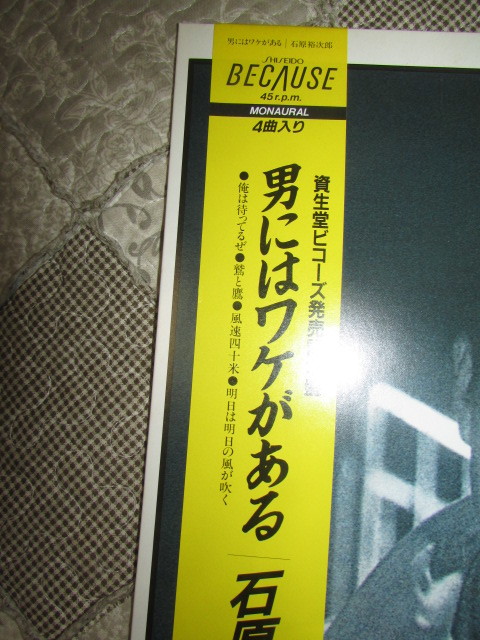 男にはワケがある／石原裕次郎
SHISEIDO
BECAUSE
45r.p.m.
MONAURAL
4曲入り
資生堂ビコーズ発売
男にはワケがある／石原
●俺は待ってるぜ●鷲と鷹●風速四十米●明日は明日の風が吹く